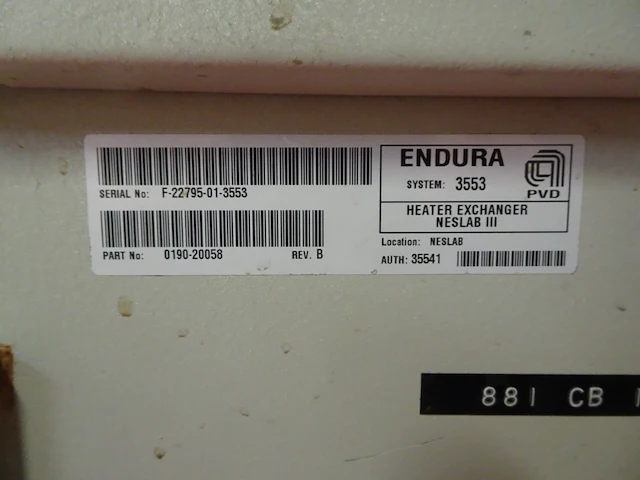 SERIAL No: F-22795-01-3553
PART No: 0190-20058 REV. B
ENDURA
SYSTEM: 3553
PVD
HEATER EXCHANGER
NESLAB III
Location: NESLAB
AUTH: 35541
881 CB